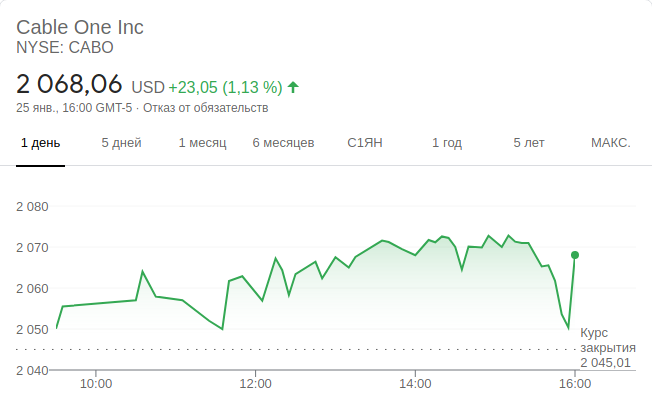 Cable One Inc
NYSE: CABO
2 068,06 USD +23,05 (1,13 %)
25 янв., 16:00 GMT-5 · Отказ от обязательств
1 день 5 дней 1 месяц 6 месяцев С1ЯН 1 год 5 лет МАКС.
2 080
2 070
2 060
2 050
Курс
закрытия
2 045,01
2 040
10:00 12:00 14:00 16:00